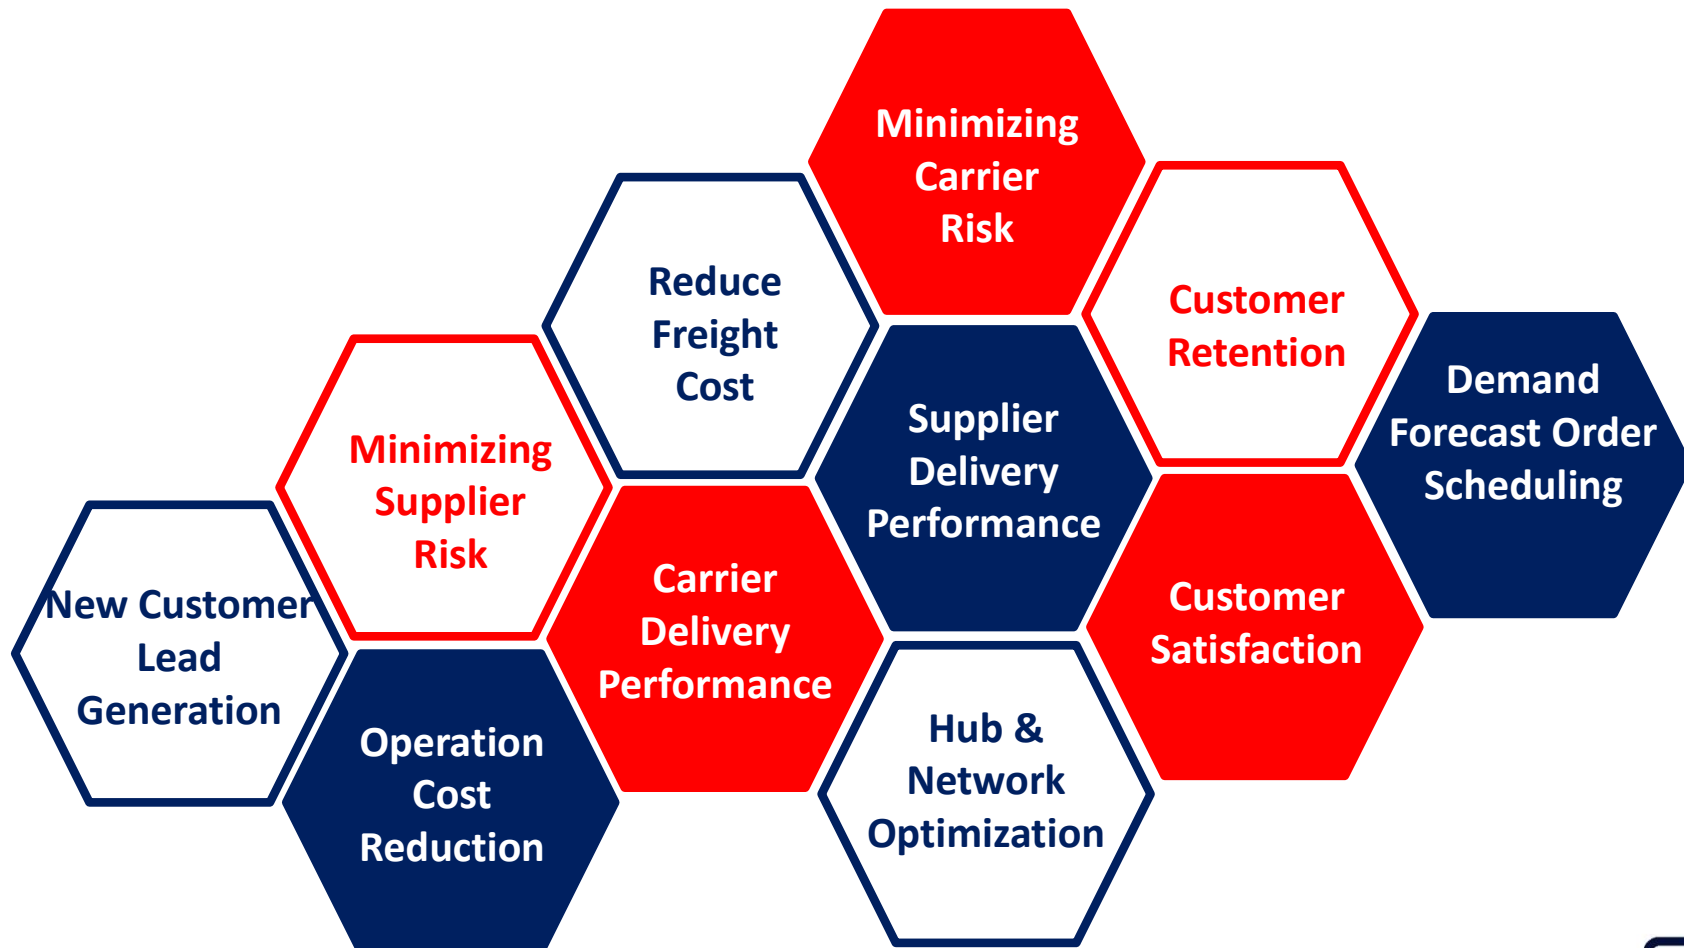 Minimizing
Carrier
Risk
Reduce
Freight
Cost
Customer
Retention
Demand
Forecast Order
Scheduling
Supplier
Delivery
Performance
Minimizing
Supplier
Risk
Carrier
Delivery
Performance
Customer
Satisfaction
New Customer
Lead
Generation
Operation
Cost
Reduction
Hub &
Network
Optimization